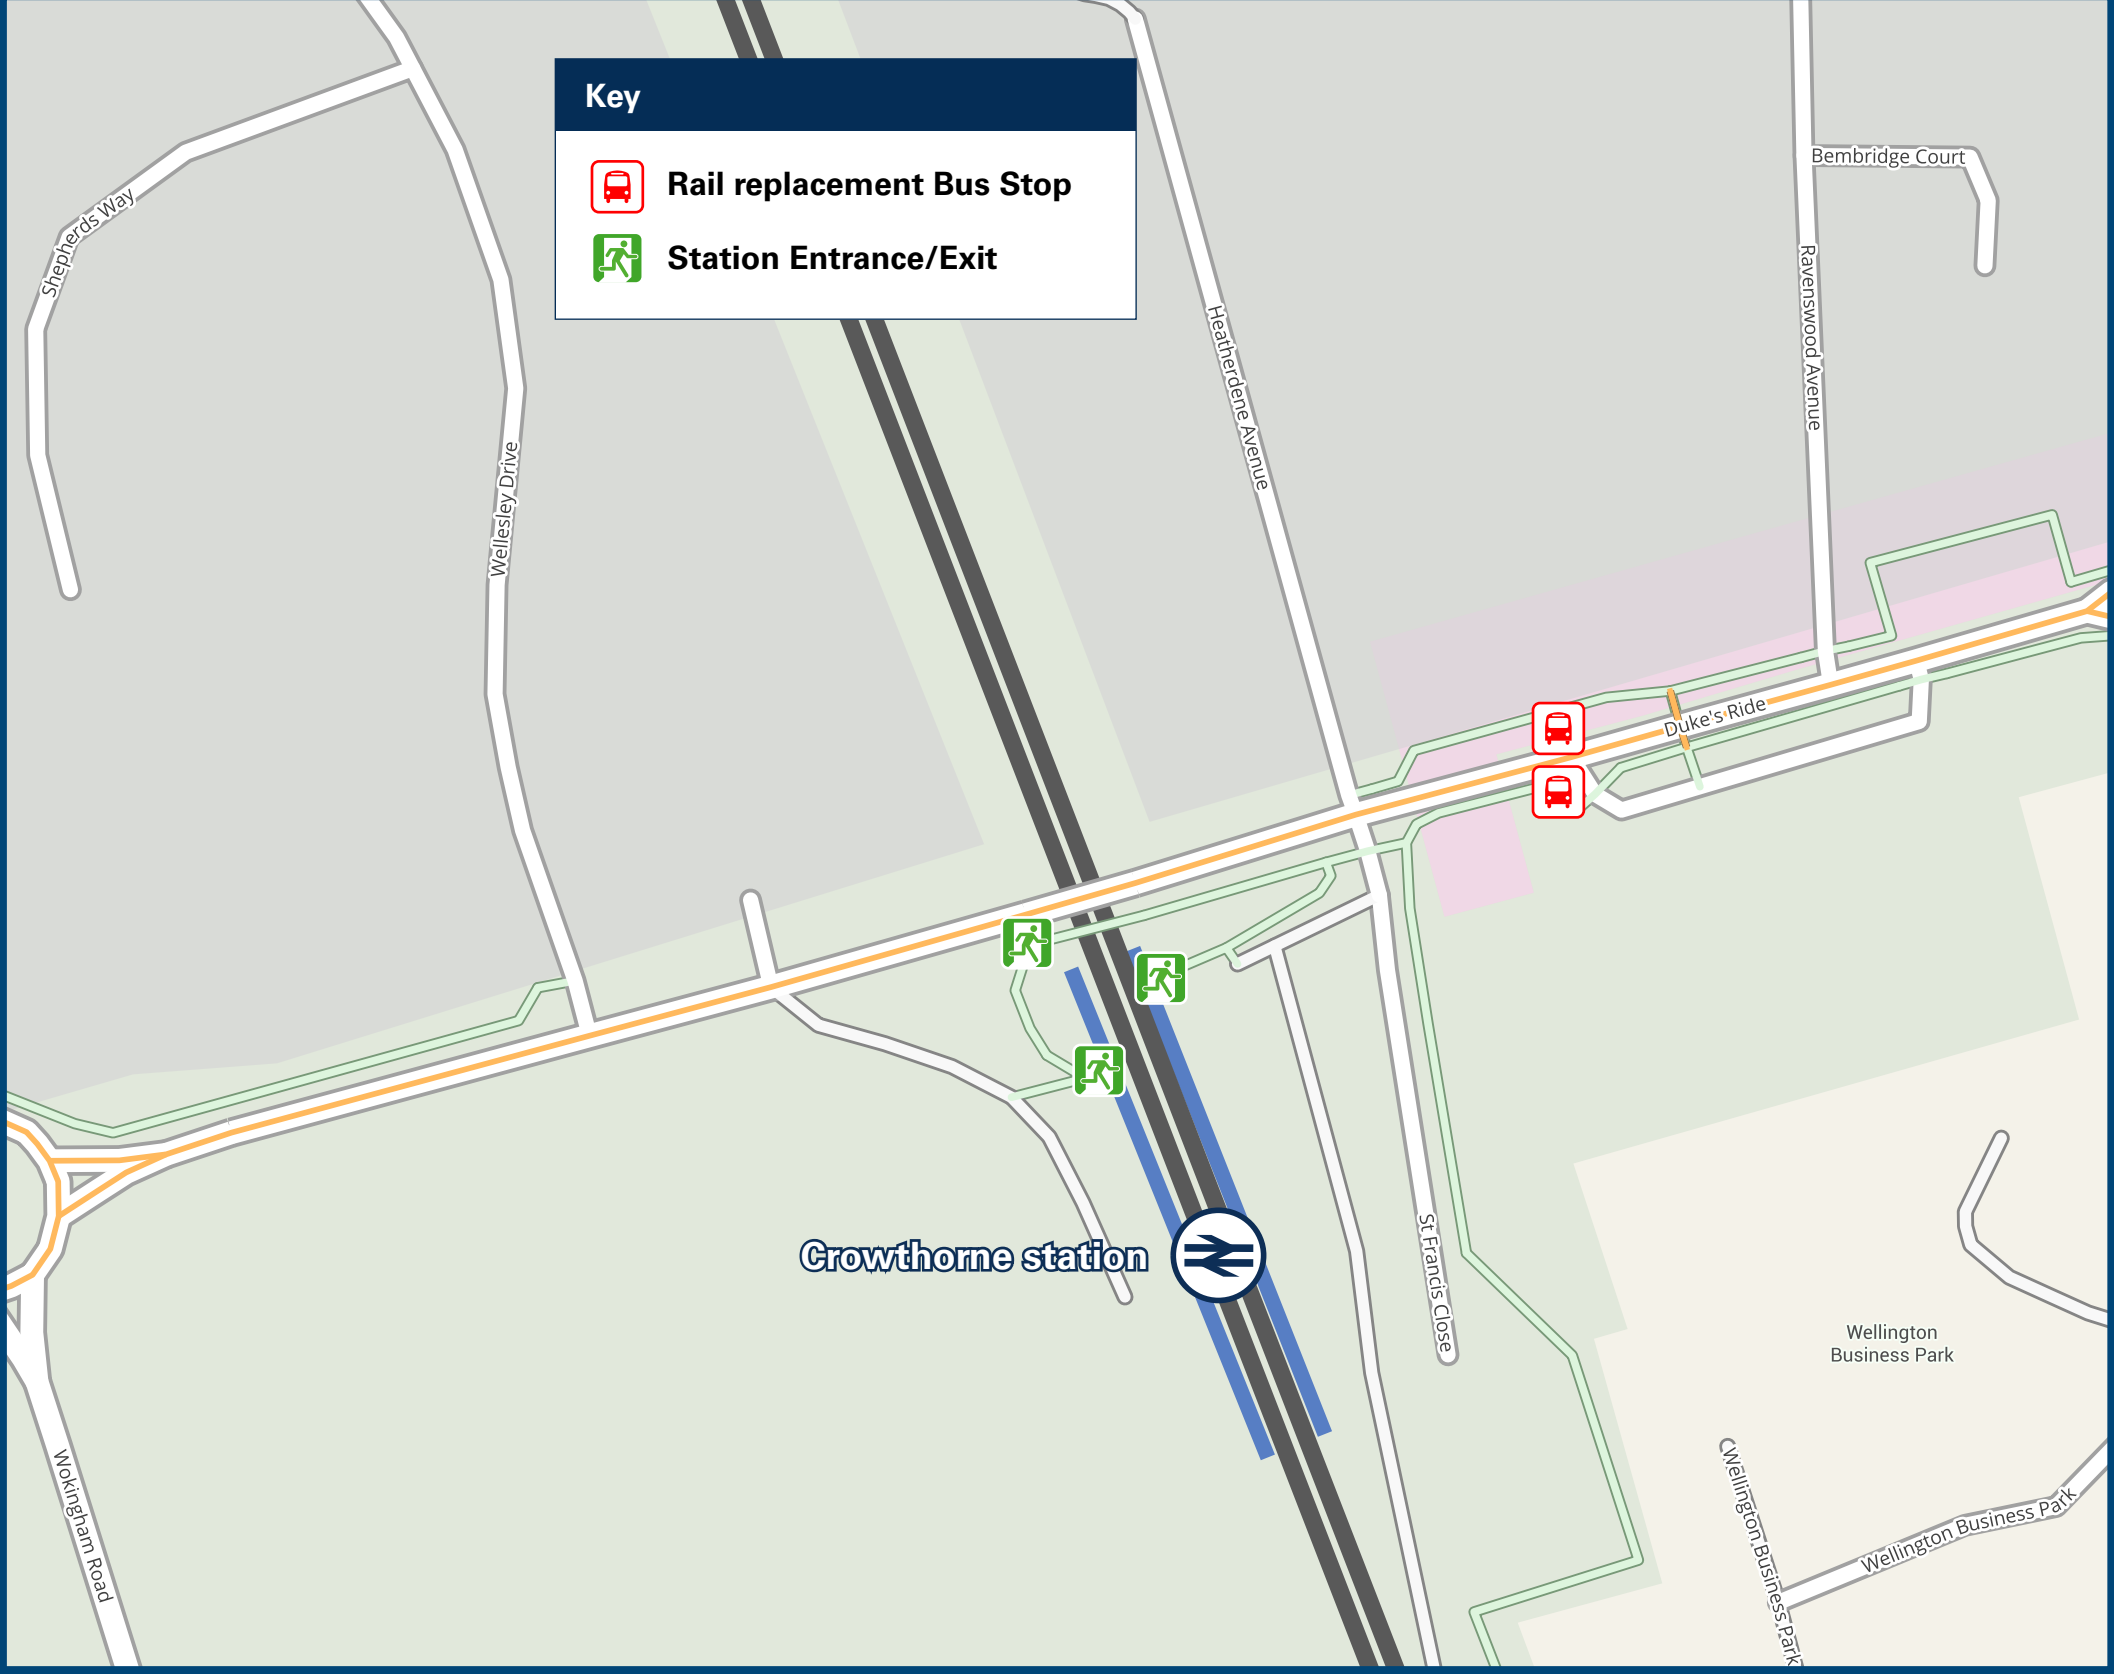 Key
Rail replacement Bus Stop
Station Entrance/Exit
Bembridge Court
Shepherds Way
Ravenswood Avenue
Heatherdene Avenue
Wellesley Drive
Duke's Ride
Crowthorne station
St Francis Close
Wellington
Business Park
Wokingham Road
Wellington Business Park
Wellington Business Park